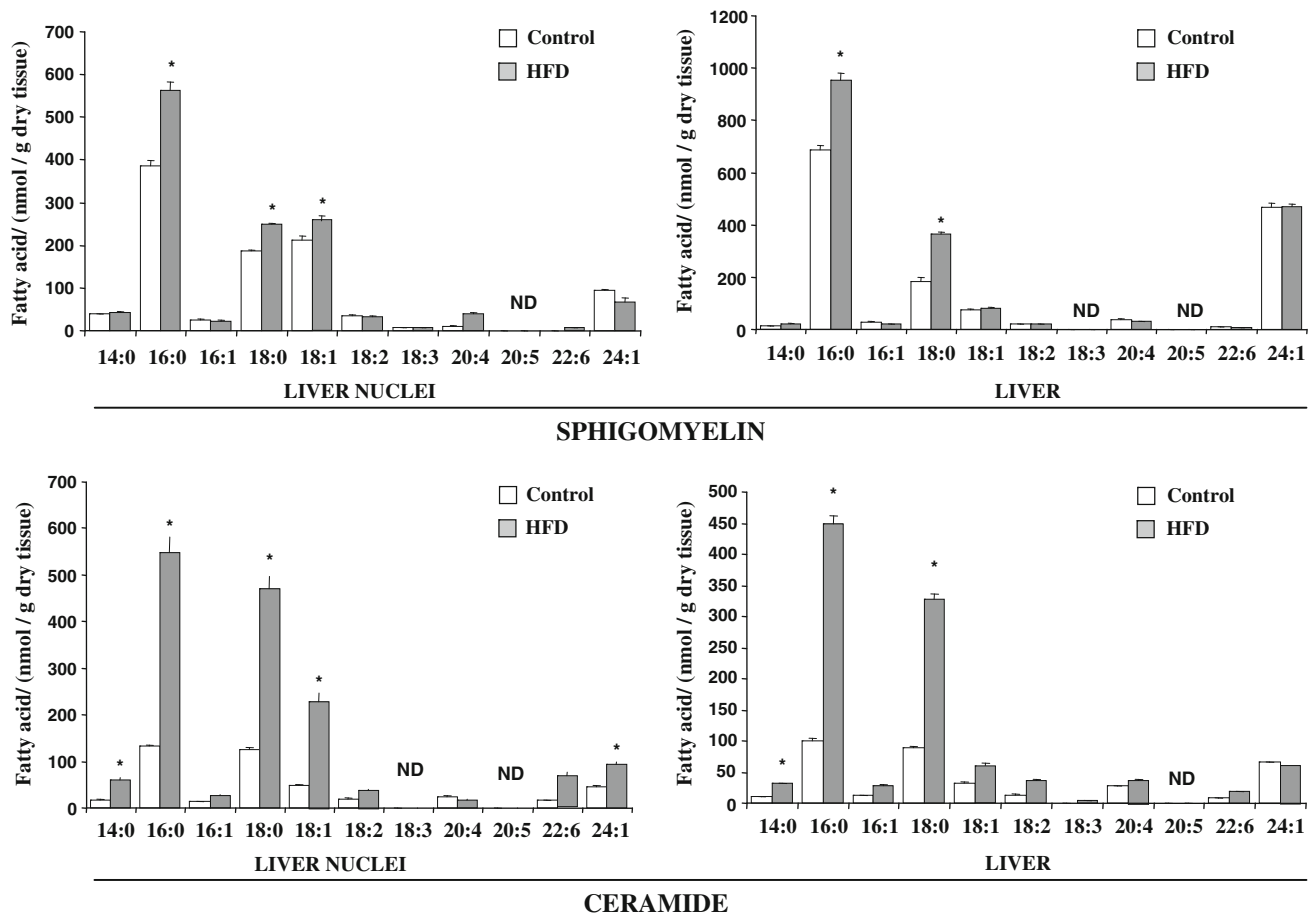 Fatty acid/ (nmol / g dry tissue)
700
600
500
400
300
200
100
0
Control
HFD
*
*
*
ND
14:0 16:0 16:1 18:0 18:1 18:2 18:3 20:4 20:5 22:6 24:1
LIVER NUCLEI
Fatty acid/ (nmol / g dry tissue)
1200
1000
800
600
400
200
0
Control
HFD
*
*
ND
ND
14:0 16:0 16:1 18:0 18:1 18:2 18:3 20:4 20:5 22:6 24:1
LIVER
SPHIGOMYELIN
Fatty acid/ (nmol / g dry tissue)
700
600
500
400
300
200
100
0
Control
HFD
*
*
*
*
ND
ND
*
14:0 16:0 16:1 18:0 18:1 18:2 18:3 20:4 20:5 22:6 24:1
LIVER NUCLEI
Fatty acid/ (nmol / g dry tissue)
500
450
400
350
300
250
200
150
100
50
0
Control
HFD
*
*
*
ND
14:0 16:0 16:1 18:0 18:1 18:2 18:3 20:4 20:5 22:6 24:1
LIVER
CERAMIDE